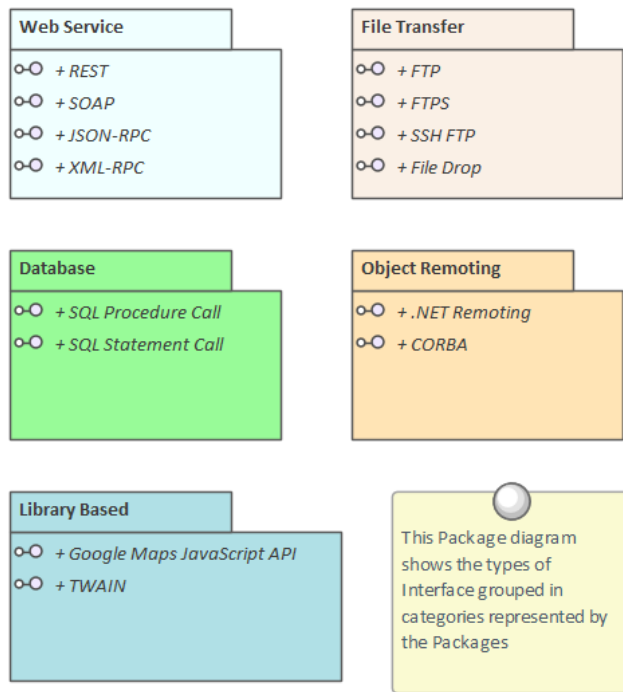 Web Service
+ REST
+ SOAP
+ JSON-RPC
+ XML-RPC
File Transfer
+ FTP
+ FTPS
+ SSH FTP
+ File Drop
Database
+ SQL Procedure Call
+ SQL Statement Call
Object Remoting
+ .NET Remoting
+ CORBA
Library Based
+ Google Maps JavaScript API
+ TWAIN
This Package diagram
shows the types of
Interface grouped in
categories represented by
the Packages